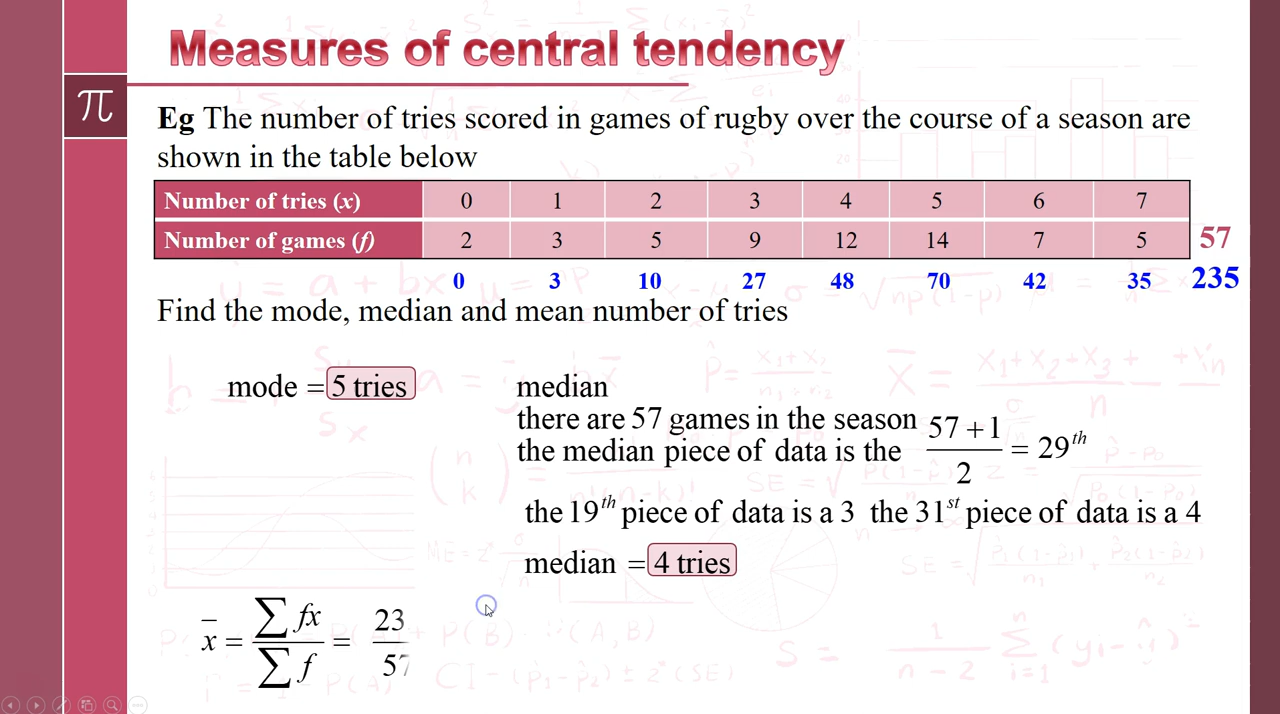 Measures of central tendency
π
Eg The number of tries scored in games of rugby over the course of a season are
shown in the table below
Number of tries (x) 0 1 2 3 4 5 6 7
Number of games (f) 2 3 5 9 12 14 7 5 57
0 3 10 27 48 70 42 35 235
Find the mode, median and mean number of tries
mode = 5 tries
median
there are 57 games in the season
the median piece of data is the (57 + 1)/2 = 29th
the 19th piece of data is a 3 the 31st piece of data is a 4
median = 4 tries
x̄ = ∑ fx / ∑ f = 23 / 57